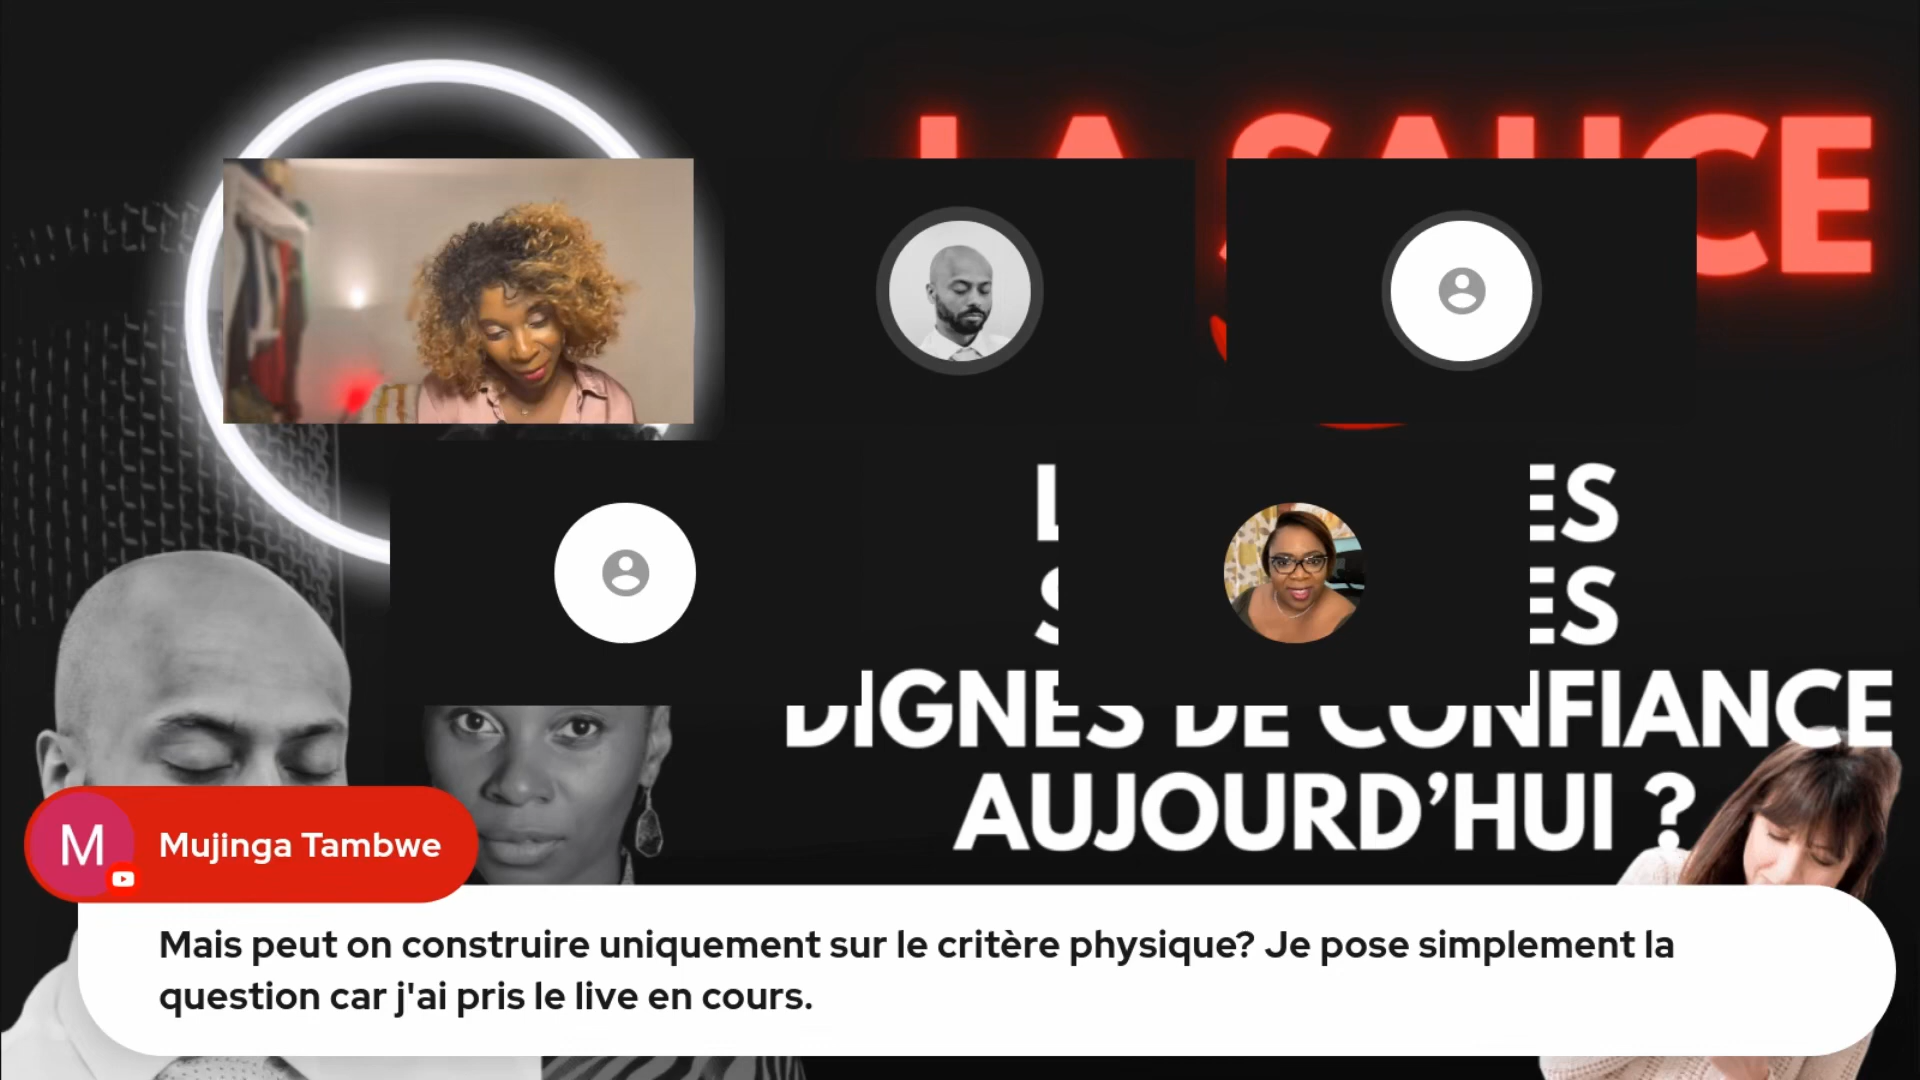 LA SAUCE
DIGNES DE CONFIANCE
AUJOURD'HUI ?
M
Mujinga Tambwe
Mais peut on construire uniquement sur le critère physique? Je pose simplement la
question car j'ai pris le live en cours.